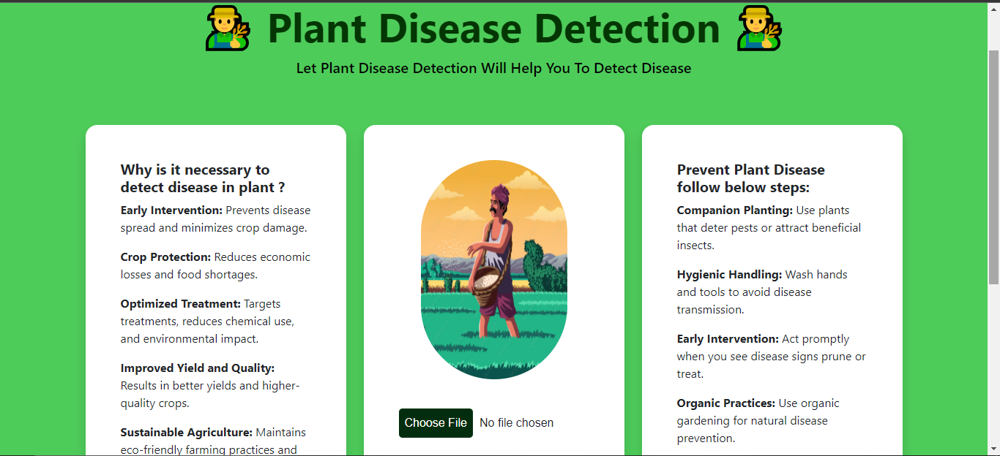 Plant Disease Detection
Let Plant Disease Detection Will Help You To Detect Disease
Why is it necessary to
detect disease in plant ?
Early Intervention: Prevents disease
spread and minimizes crop damage.
Crop Protection: Reduces economic
losses and food shortages.
Optimized Treatment: Targets
treatments, reduces chemical use,
and environmental impact.
Improved Yield and Quality:
Results in better yields and higher-
quality crops.
Sustainable Agriculture: Maintains
eco-friendly farming practices and
Choose File No file chosen
Prevent Plant Disease
follow below steps:
Companion Planting: Use plants
that deter pests or attract beneficial
insects.
Hygienic Handling: Wash hands
and tools to avoid disease
transmission.
Early Intervention: Act promptly
when you see disease signs prune or
treat.
Organic Practices: Use organic
gardening for natural disease
prevention.